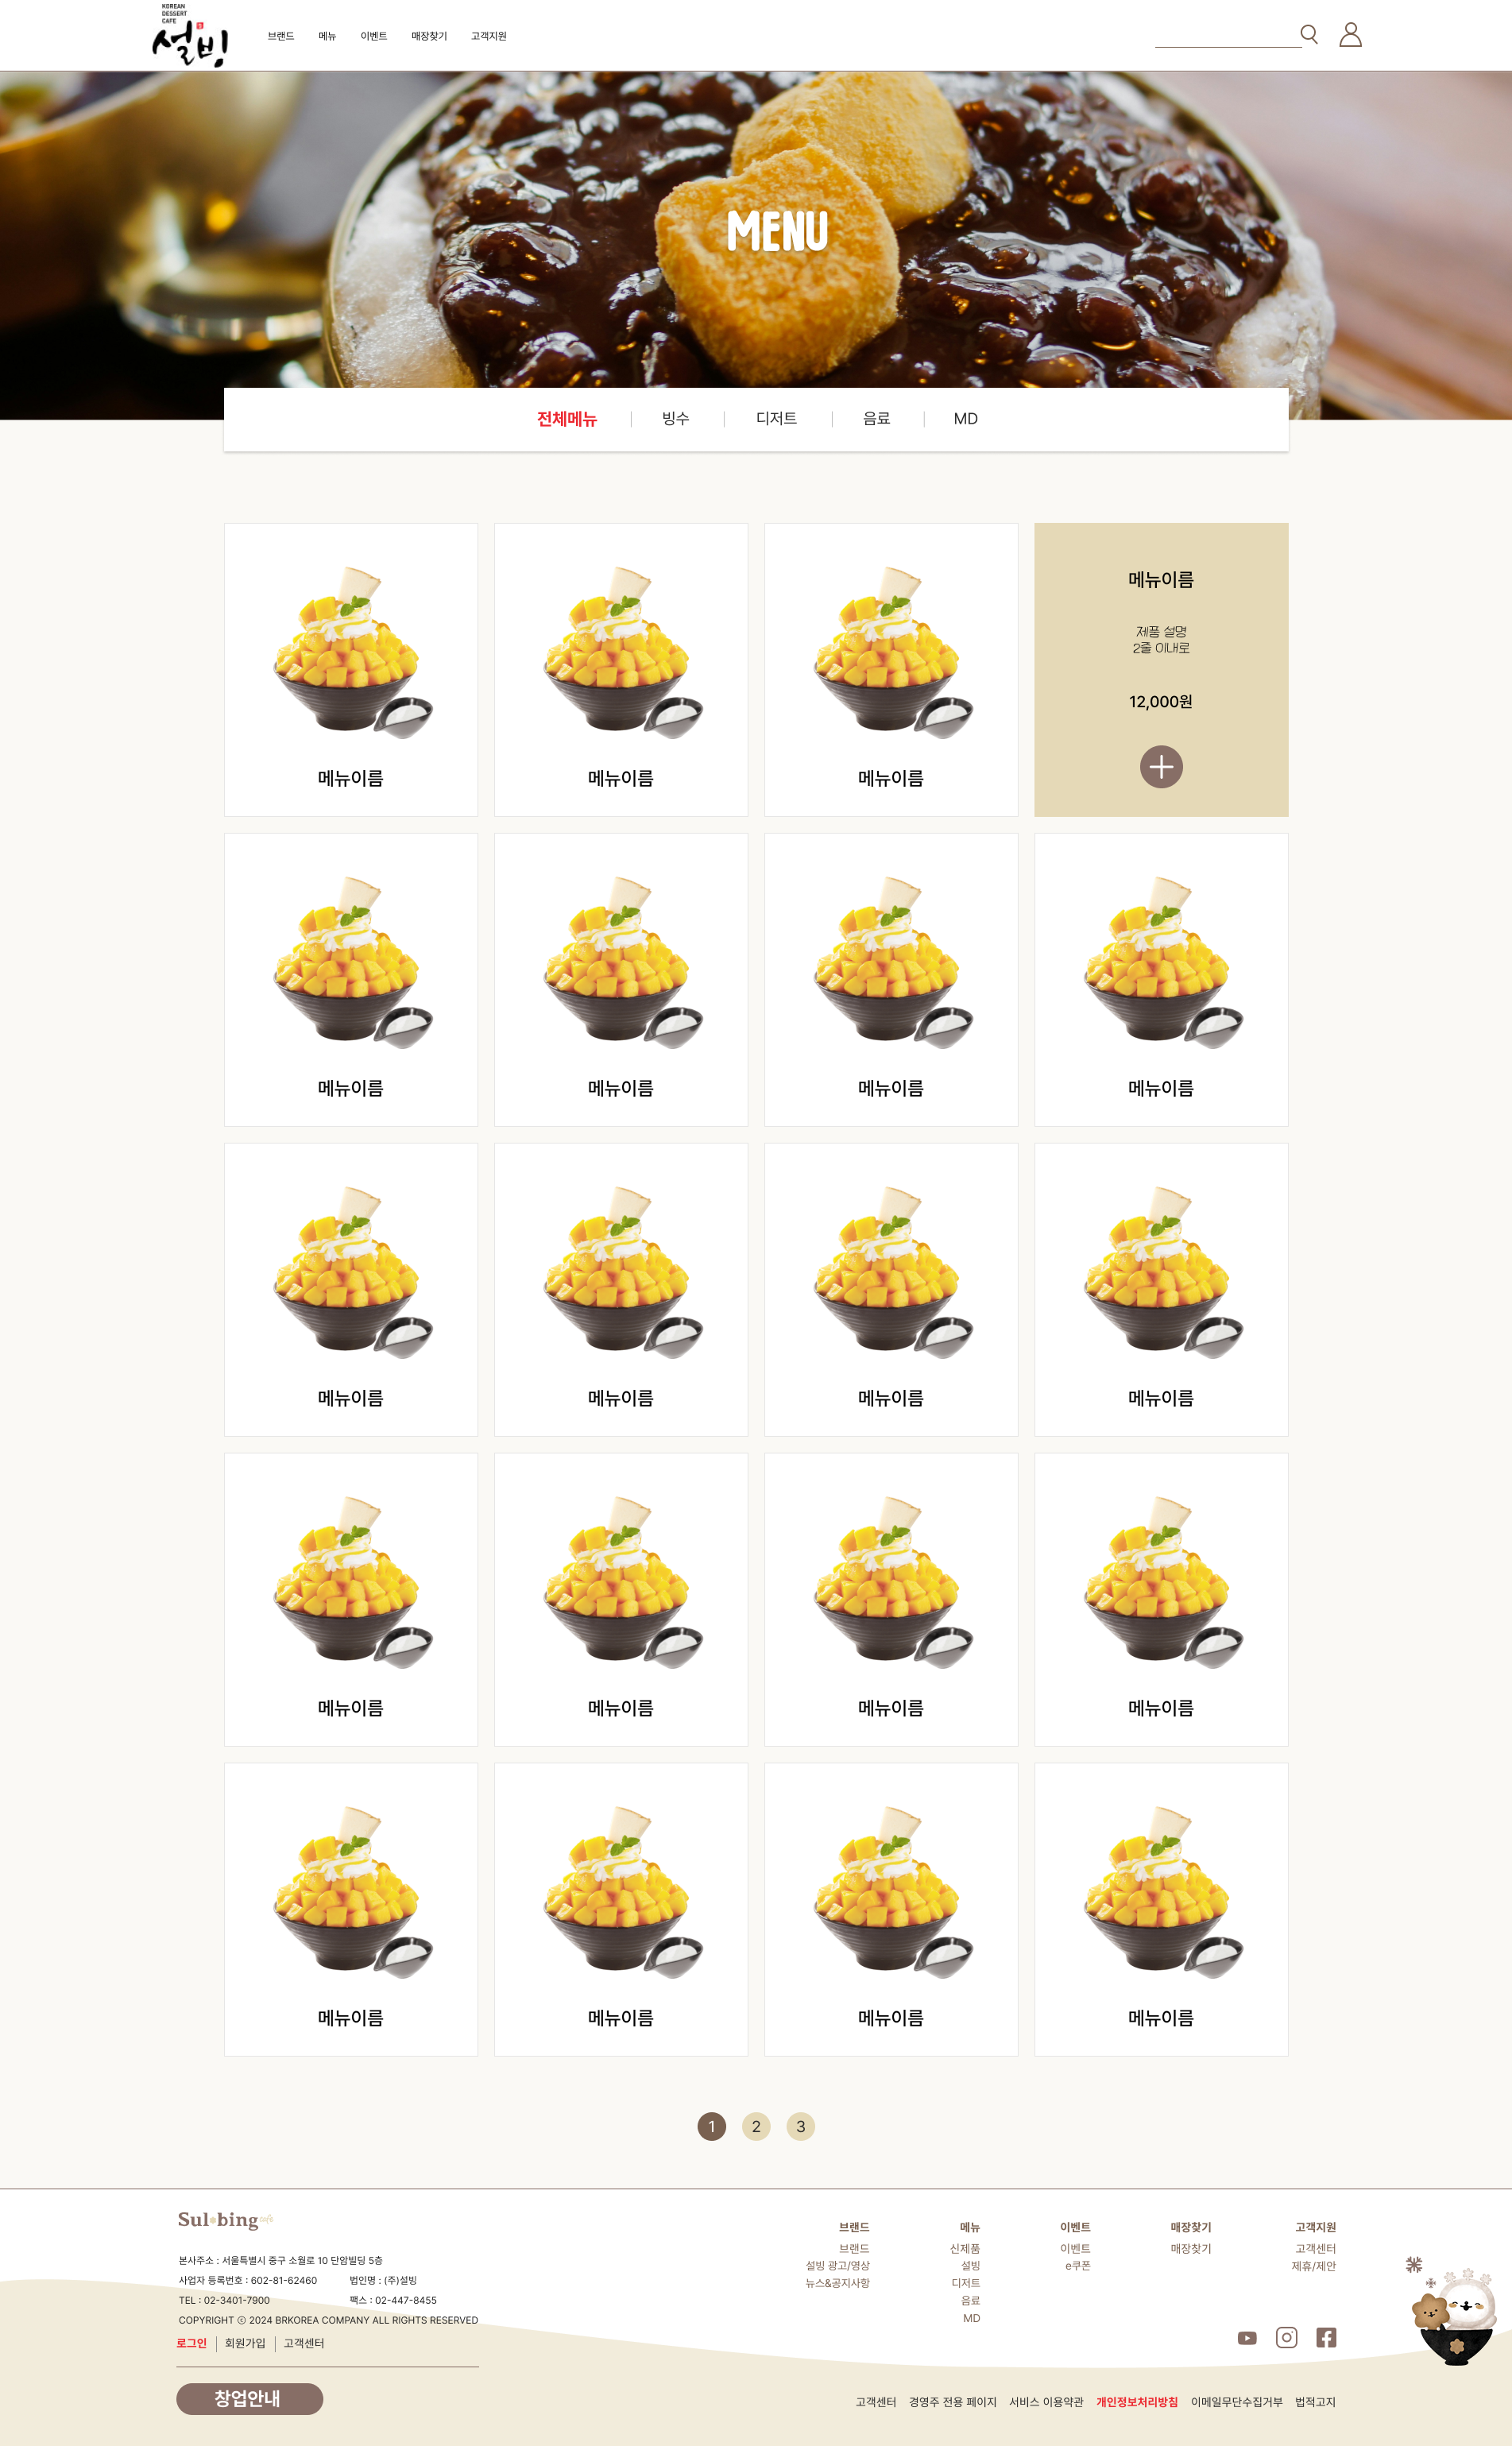 KOREAN
DESSERT
CAFE
설빙
브랜드 메뉴 이벤트 매장찾기 고객지원
MENU
전체메뉴 빙수 디저트 음료 MD
메뉴이름
제품 설명
2줄 이내로
12,000원
메뉴이름 메뉴이름 메뉴이름
메뉴이름 메뉴이름 메뉴이름 메뉴이름
메뉴이름 메뉴이름 메뉴이름 메뉴이름
메뉴이름 메뉴이름 메뉴이름 메뉴이름
메뉴이름 메뉴이름 메뉴이름 메뉴이름
1 2 3
Sulbing cafe
본사주소 : 서울특별시 중구 소월로 10 단암빌딩 5층
사업자 등록번호 : 602-81-62460 법인명 : (주)설빙
TEL : 02-3401-7900 팩스 : 02-447-8455
COPYRIGHT ⓒ 2024 BRKOREA COMPANY ALL RIGHTS RESERVED
로그인 회원가입 고객센터
창업안내
브랜드
브랜드
설빙 광고/영상
뉴스&공지사항
메뉴
신제품
설빙
디저트
음료
MD
이벤트
이벤트
e쿠폰
매장찾기
매장찾기
고객지원
고객센터
제휴/제안
고객센터 경영주 전용 페이지 서비스 이용약관 개인정보처리방침 이메일무단수집거부 법적고지